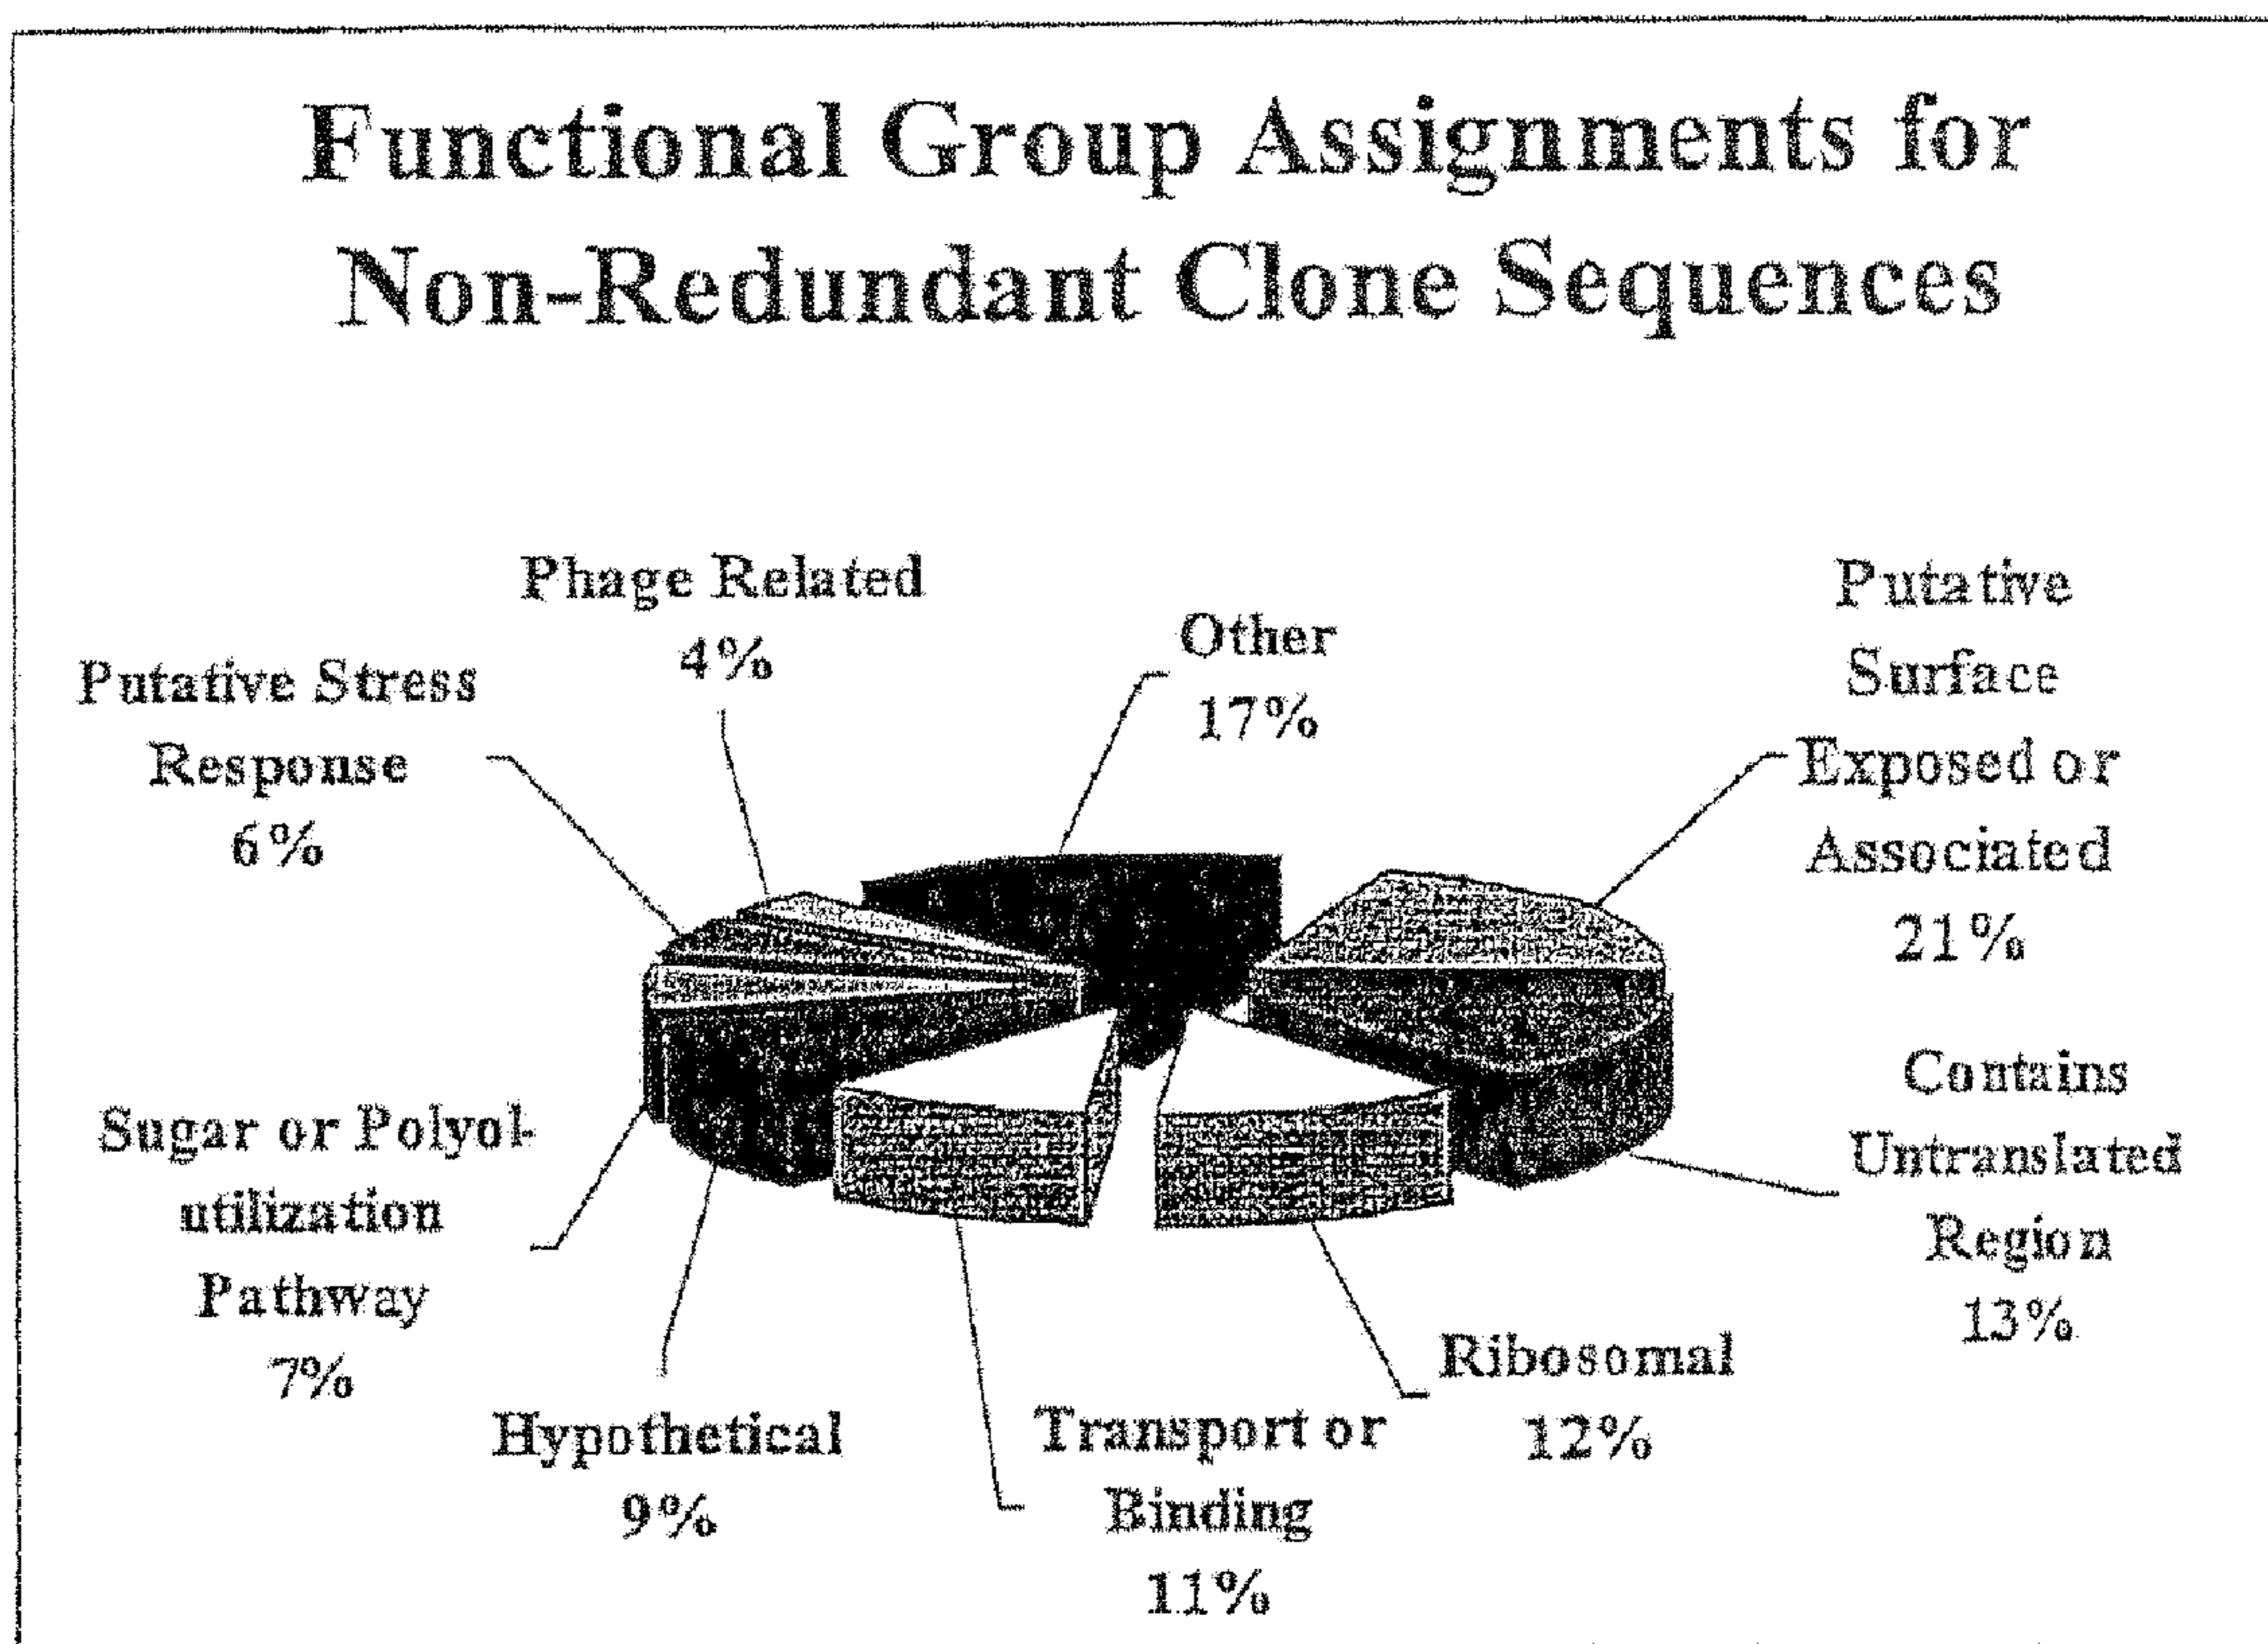 Functional Group Assignments for
Non-Redundant Clone Sequences
Phage Related
4%
Other
17%
Putative
Surface
Exposed or
Associated
21%
Putative Stress
Response
6%
Contains
Untranslated
Region
13%
Sugar or Polyol-
utilization
Pathway
7%
Ribosomal
12%
Hypothetical
9%
Transport or
Binding
11%